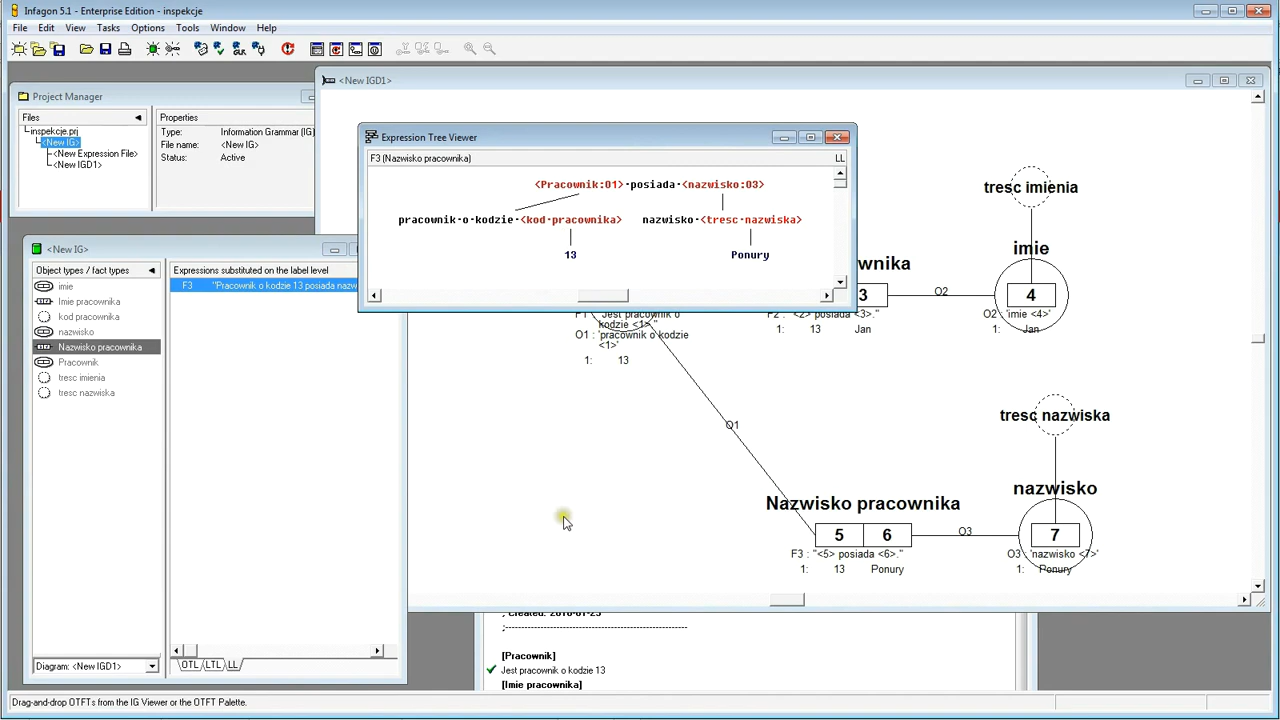 Infagon 5.1 - Enterprise Edition - inspekcje
File Edit View Tasks Options Tools Window Help
Project Manager
Files
inspekcje.prj
<New IG>
<New Expression File>
<New IGD1>
Properties
Type: Information Grammar (IG)
File name: <New IG>
Status: Active
<New IGD1>
Expression Tree Viewer
F3 (Nazwisko pracownika) LL
<Pracownik:01>·posiada·<nazwisko:03>
pracownik·o·kodzie·<kod·pracownika> nazwisko·<tresc·nazwiska>
13 Ponury
<New IG>
Object types / fact types
imie
Imie pracownika
kod pracownika
nazwisko
Nazwisko pracownika
Pracownik
tresc imienia
tresc nazwiska
Expressions substituted on the label level
F3 "Pracownik o kodzie 13 posiada nazw
Diagram: <New IGD1>
OTL LTL LL
tresc imienia
imie
wnika
3 O2 4
F1 "Jest pracownik o
kodzie <1>."
O1 : 'pracownik o kodzie
<1>'
1: 13
F2 : "<2> posiada <3>."
1: 13 Jan
O2 : 'imie <4>'
1: Jan
O1
tresc nazwiska
nazwisko
Nazwisko pracownika
5 6 O3 7
F3 : "<5> posiada <6>."
1: 13 Ponury
O3 : 'nazwisko <7>'
1: Ponury
; Created: 2010-01-25
;-----------------------------------------------
[Pracownik]
Jest pracownik o kodzie 13
[Imie pracownika]
Drag-and-drop OTFTs from the IG Viewer or the OTFT Palette.